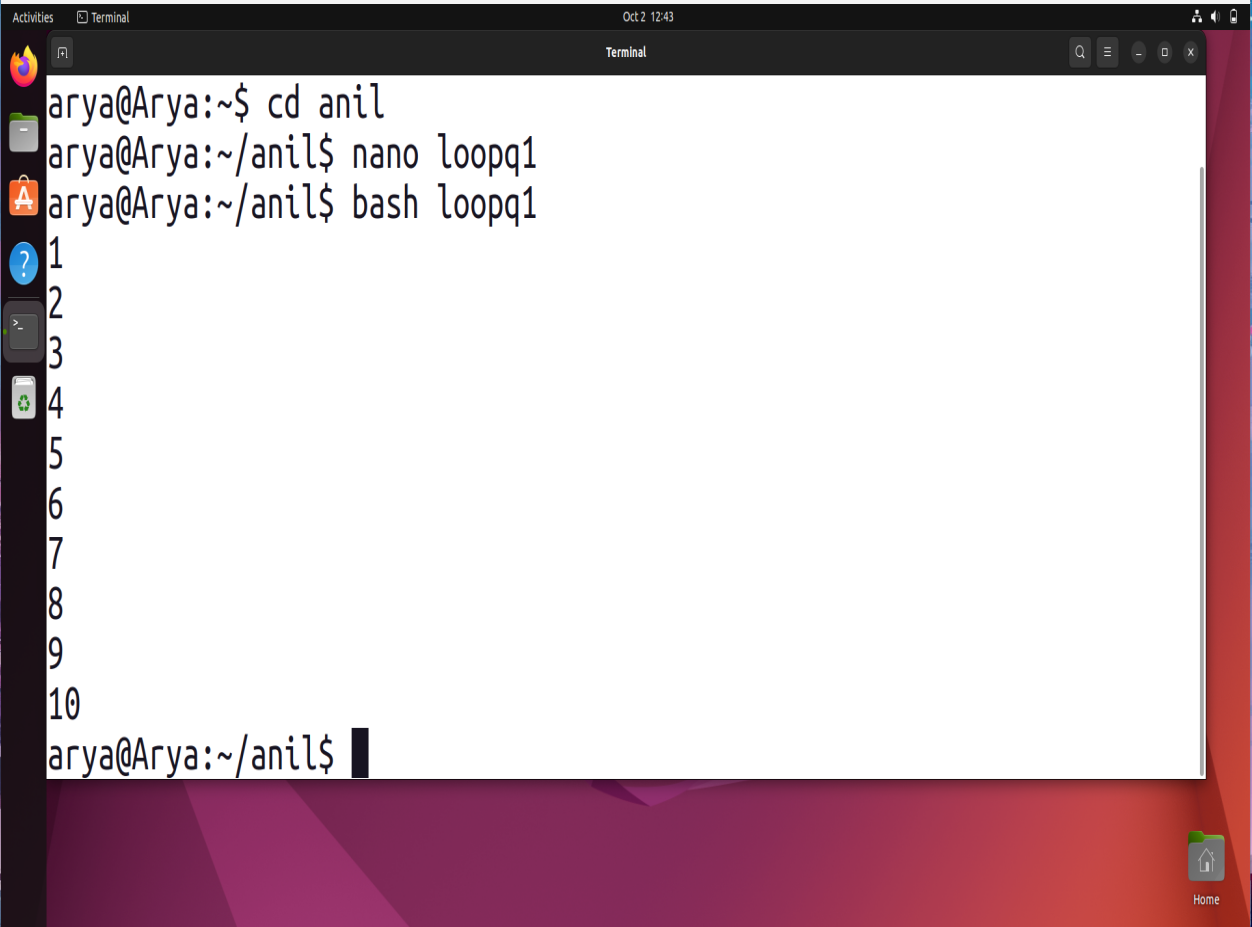 Activities Terminal Oct 2 12:43
Terminal
arya@Arya:~$ cd anil
arya@Arya:~/anil$ nano loopq1
arya@Arya:~/anil$ bash loopq1
1
2
3
4
5
6
7
8
9
10
arya@Arya:~/anil$
Home